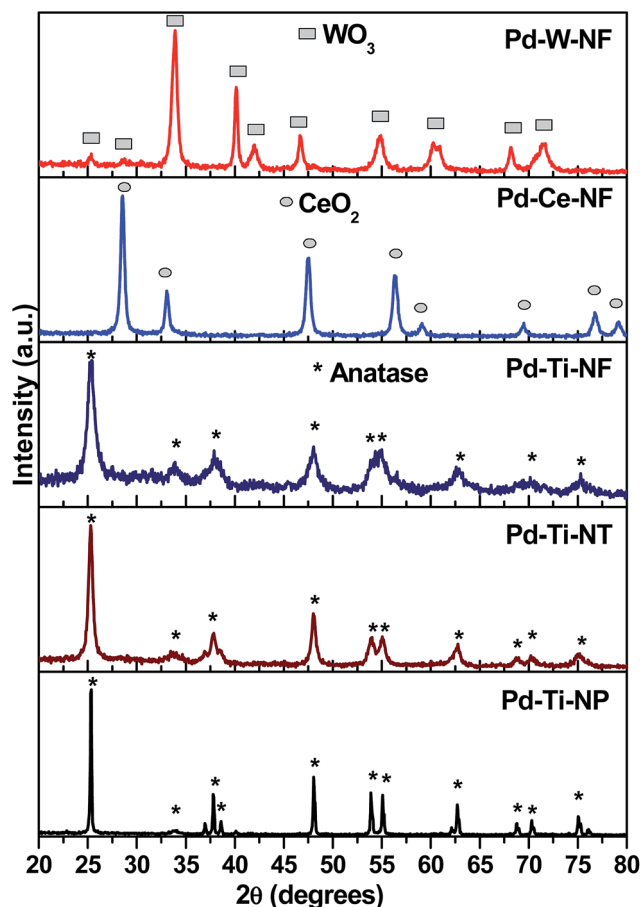 WO₃
Pd-W-NF
CeO₂
Pd-Ce-NF
* Anatase
Pd-Ti-NF
Pd-Ti-NT
Pd-Ti-NP
Intensity (a.u.)
20 25 30 35 40 45 50 55 60 65 70 75 80
2θ (degrees)